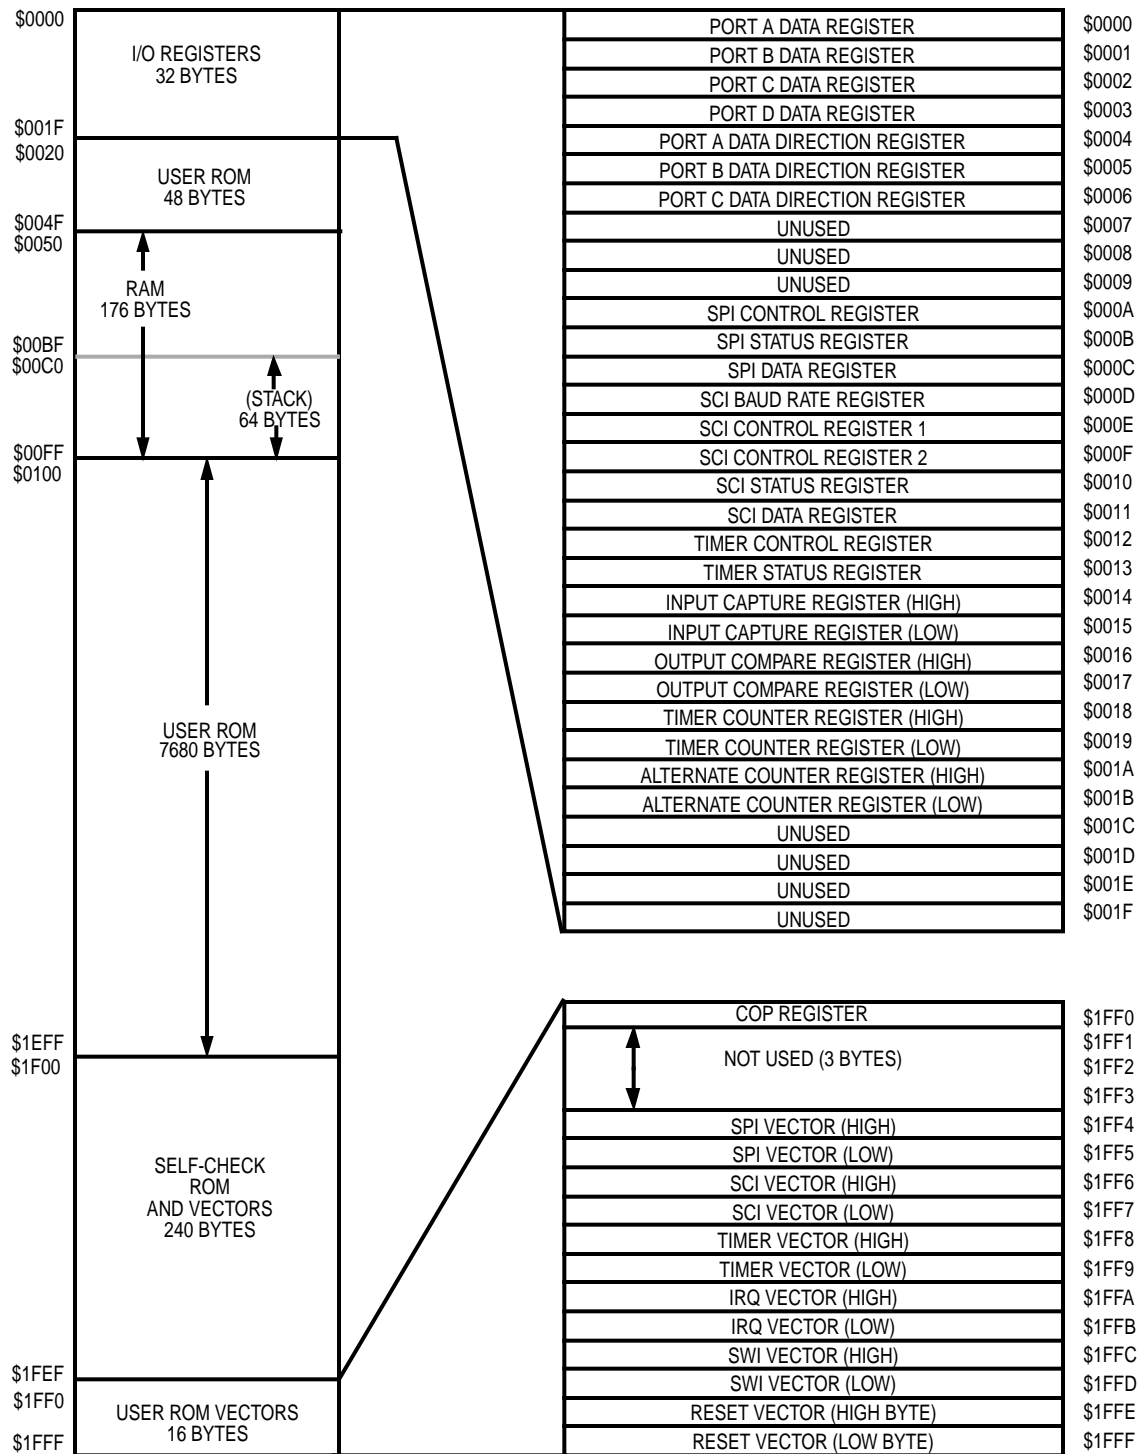 $0000
I/O REGISTERS
32 BYTES
$001F
$0020
USER ROM
48 BYTES
$004F
$0050
RAM
176 BYTES
$00BF
$00C0
(STACK)
64 BYTES
$00FF
$0100
USER ROM
7680 BYTES
$1EFF
$1F00
SELF-CHECK
ROM
AND VECTORS
240 BYTES
$1FEF
$1FF0
USER ROM VECTORS
16 BYTES
$1FFF
PORT A DATA REGISTER $0000
PORT B DATA REGISTER $0001
PORT C DATA REGISTER $0002
PORT D DATA REGISTER $0003
PORT A DATA DIRECTION REGISTER $0004
PORT B DATA DIRECTION REGISTER $0005
PORT C DATA DIRECTION REGISTER $0006
UNUSED $0007
UNUSED $0008
UNUSED $0009
SPI CONTROL REGISTER $000A
SPI STATUS REGISTER $000B
SPI DATA REGISTER $000C
SCI BAUD RATE REGISTER $000D
SCI CONTROL REGISTER 1 $000E
SCI CONTROL REGISTER 2 $000F
SCI STATUS REGISTER $0010
SCI DATA REGISTER $0011
TIMER CONTROL REGISTER $0012
TIMER STATUS REGISTER $0013
INPUT CAPTURE REGISTER (HIGH) $0014
INPUT CAPTURE REGISTER (LOW) $0015
OUTPUT COMPARE REGISTER (HIGH) $0016
OUTPUT COMPARE REGISTER (LOW) $0017
TIMER COUNTER REGISTER (HIGH) $0018
TIMER COUNTER REGISTER (LOW) $0019
ALTERNATE COUNTER REGISTER (HIGH) $001A
ALTERNATE COUNTER REGISTER (LOW) $001B
UNUSED $001C
UNUSED $001D
UNUSED $001E
UNUSED $001F
COP REGISTER $1FF0
$1FF1
NOT USED (3 BYTES) $1FF2
$1FF3
SPI VECTOR (HIGH) $1FF4
SPI VECTOR (LOW) $1FF5
SCI VECTOR (HIGH) $1FF6
SCI VECTOR (LOW) $1FF7
TIMER VECTOR (HIGH) $1FF8
TIMER VECTOR (LOW) $1FF9
IRQ VECTOR (HIGH) $1FFA
IRQ VECTOR (LOW) $1FFB
SWI VECTOR (HIGH) $1FFC
SWI VECTOR (LOW) $1FFD
RESET VECTOR (HIGH BYTE) $1FFE
RESET VECTOR (LOW BYTE) $1FFF